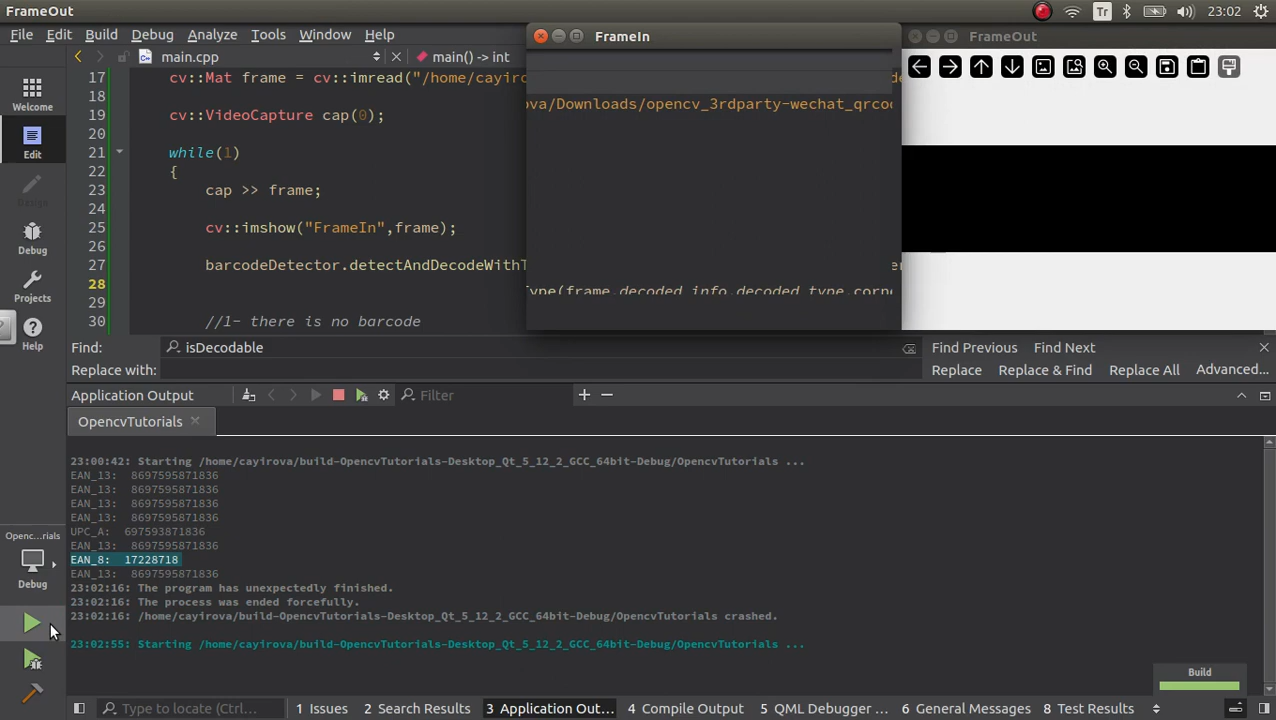 FrameOut
Tr
23:02
File Edit Build Debug Analyze Tools Window Help
FrameIn
FrameOut
main.cpp
main() -> int
17 cv::Mat frame = cv::imread("/home/cayiro
18
19 cv::VideoCapture cap(0);
20
21 while(1)
22 {
23 cap >> frame;
24
25 cv::imshow("FrameIn",frame);
26
27 barcodeDetector.detectAndDecodeWithT
28
29
30 //1- there is no barcode
ova/Downloads/opencv_3rdparty-wechat_qrcod
Type(frame,decoded_info,decoded_type,corne
Welcome
Edit
Design
Debug
Projects
Help
Find: isDecodable
Find Previous Find Next
Replace with:
Replace Replace & Find Replace All Advanced...
Application Output
Filter
OpencvTutorials
23:00:42: Starting /home/cayirova/build-OpencvTutorials-Desktop_Qt_5_12_2_GCC_64bit-Debug/OpencvTutorials ...
EAN_13: 8697595871836
EAN_13: 8697595871836
EAN_13: 8697595871836
EAN_13: 8697595871836
UPC_A: 697593871836
EAN_13: 8697595871836
EAN_8: 17228718
EAN_13: 8697595871836
23:02:16: The program has unexpectedly finished.
23:02:16: The process was ended forcefully.
23:02:16: /home/cayirova/build-OpencvTutorials-Desktop_Qt_5_12_2_GCC_64bit-Debug/OpencvTutorials crashed.
23:02:55: Starting /home/cayirova/build-OpencvTutorials-Desktop_Qt_5_12_2_GCC_64bit-Debug/OpencvTutorials ...
Openc...rials
Debug
Build
Type to locate (Ctrl...)
1 Issues 2 Search Results 3 Application Out... 4 Compile Output 5 QML Debugger ... 6 General Messages 8 Test Results